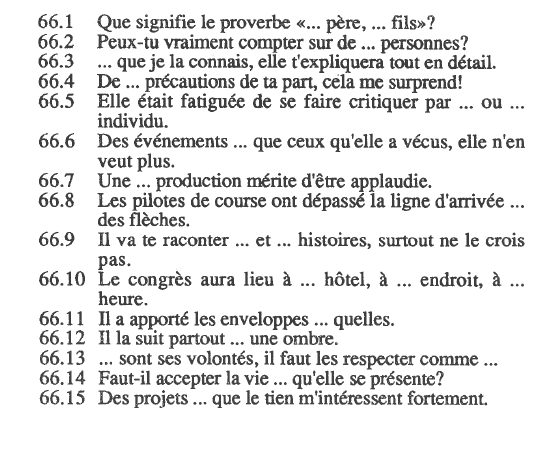 66.1 Que signifie le proverbe «... père, ... fils»?
66.2 Peux-tu vraiment compter sur de ... personnes?
66.3 ... que je la connais, elle t'expliquera tout en détail.
66.4 De ... précautions de ta part, cela me surprend!
66.5 Elle était fatiguée de se faire critiquer par ... ou ...
individu.
66.6 Des événements ... que ceux qu'elle a vécus, elle n'en
veut plus.
66.7 Une ... production mérite d'être applaudie.
66.8 Les pilotes de course ont dépassé la ligne d'arrivée ...
des flèches.
66.9 Il va te raconter ... et ... histoires, surtout ne le crois
pas.
66.10 Le congrès aura lieu à ... hôtel, à ... endroit, à ...
heure.
66.11 Il a apporté les enveloppes ... quelles.
66.12 Il la suit partout ... une ombre.
66.13 ... sont ses volontés, il faut les respecter comme ...
66.14 Faut-il accepter la vie ... qu'elle se présente?
66.15 Des projets ... que le tien m'intéressent fortement.